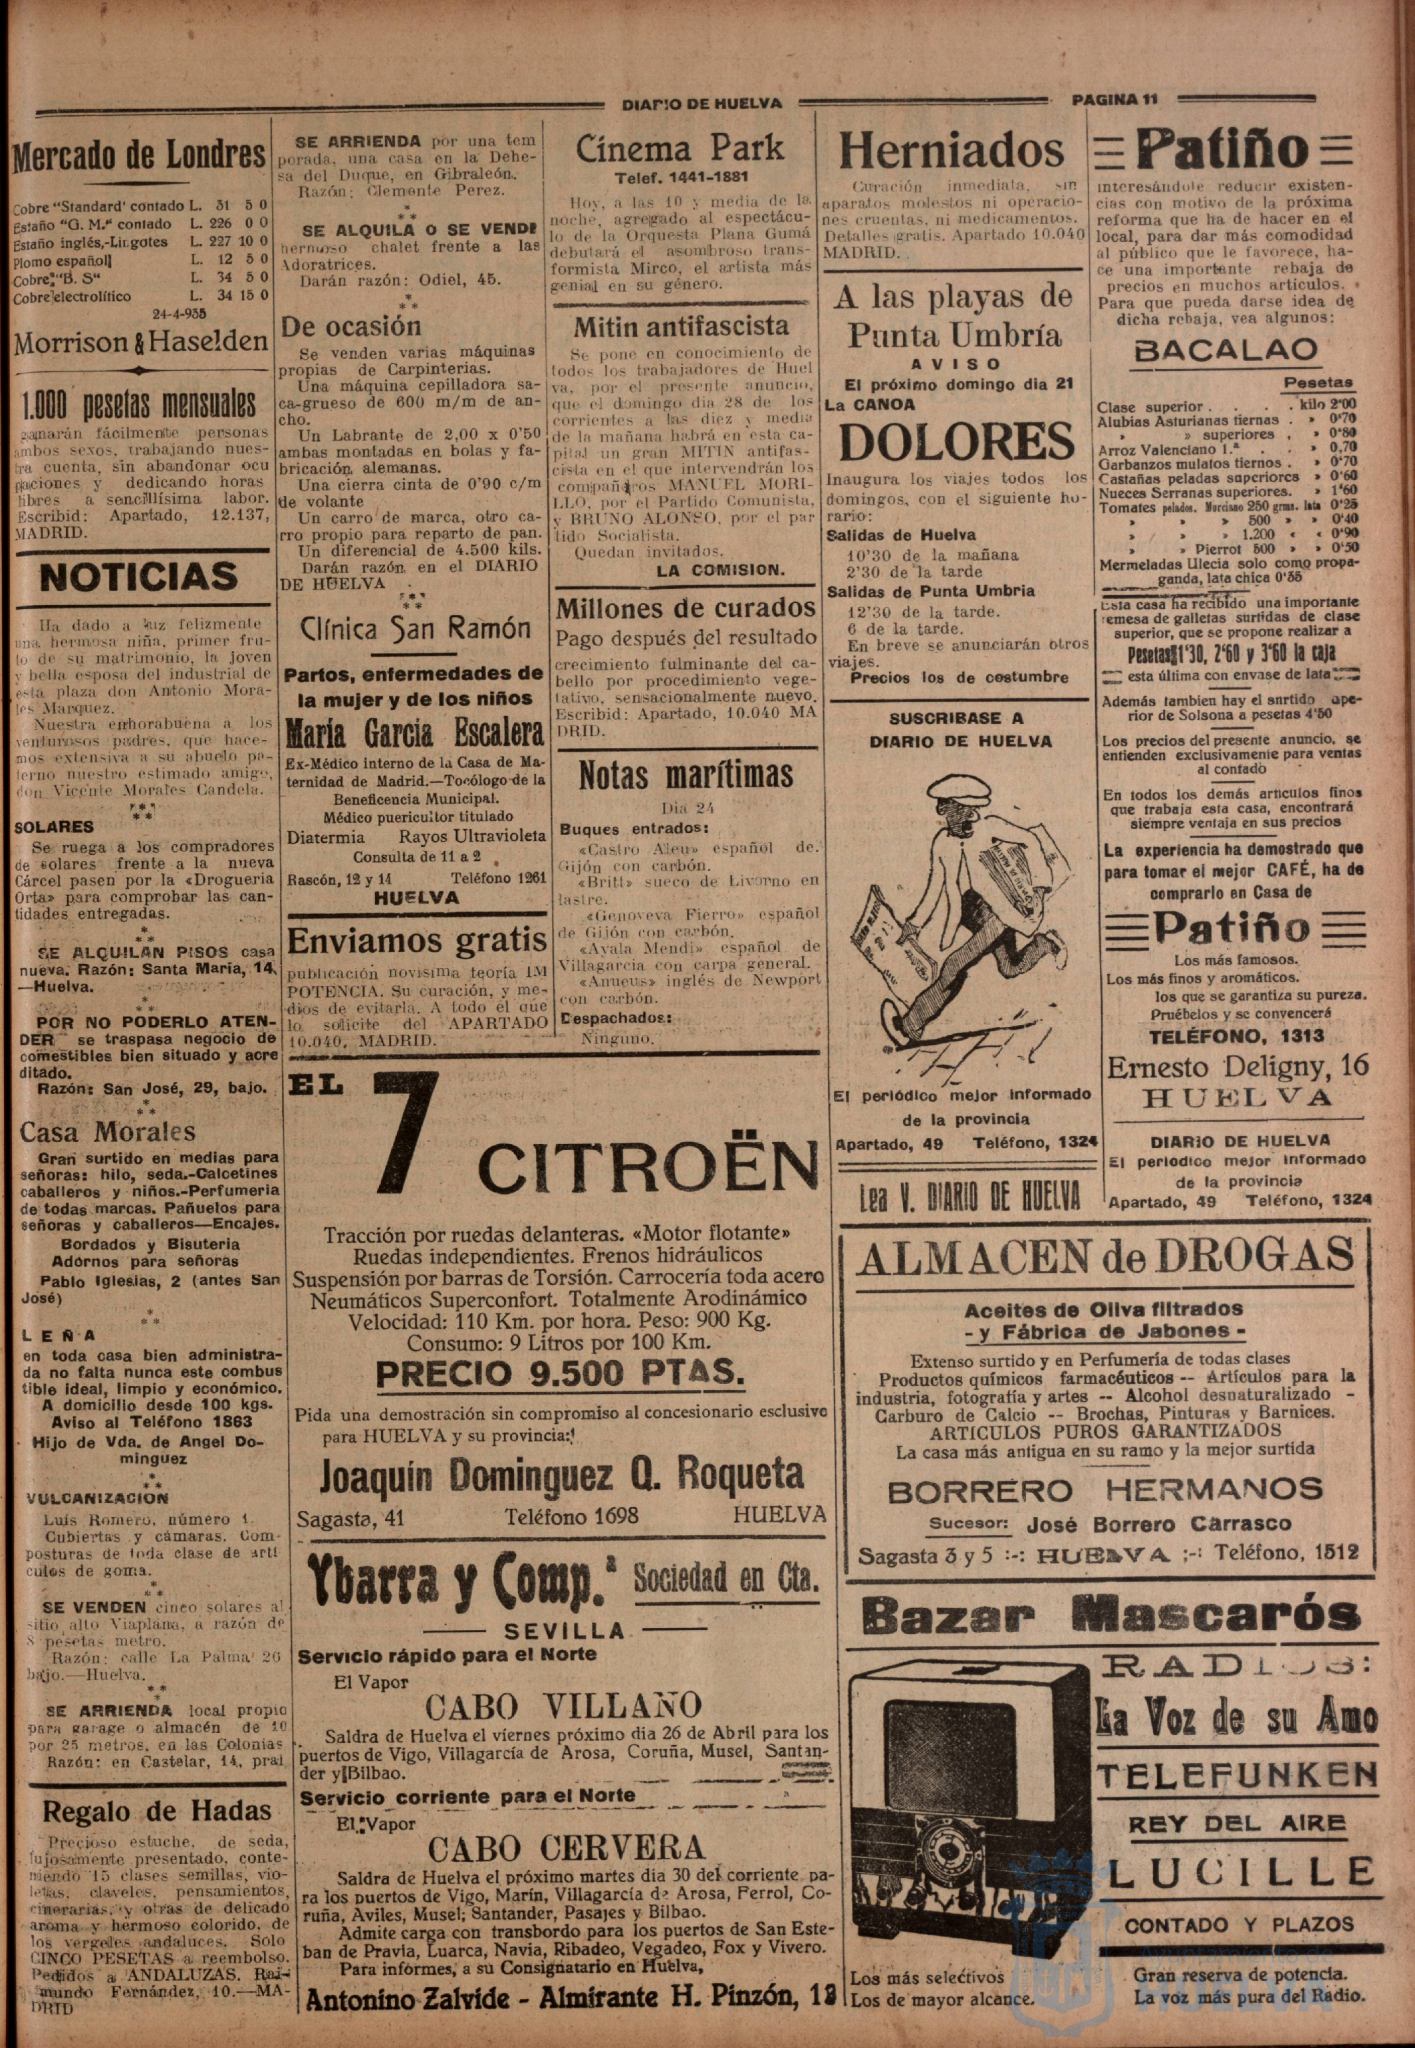 DIARIO DE HUELVA
PAGINA 11
Mercado de Londres
Cobre "Standard' contado L. 31 5 0
Estaño "G. M." contado L. 226 0 0
Estaño inglés,-Lingotes L. 227 10 0
Plomo español L. 12 5 0
Cobre "B. S" L. 34 5 0
Cobre electrolítico L. 34 15 0
24-4-935
Morrison & Haselden
1.000 pesetas mensuales
ganarán fácilmente personas
ambos sexos, trabajando nues-
tra cuenta, sin abandonar ocu
paciones y dedicando horas
libres a sencillísima labor.
Escribid: Apartado, 12.137,
MADRID.
NOTICIAS
Ha dado a luz felizmente
una hermosa niña, primer fru-
to de su matrimonio, la joven
y bella esposa del industrial de
esta plaza don Antonio Mora-
les Marquez.
Nuestra enhorabuena a los
venturosos padres, que hace-
mos extensiva a su abuelo pa-
terno nuestro estimado amigo,
don Vicente Morales Candela.
SOLARES
Se ruega a los compradores
de solares frente a la nueva
Cárcel pasen por la «Drogueria
Orta» para comprobar las can-
tidades entregadas.
SE ALQUILAN PISOS casa
nueva. Razón: Santa Maria, 14,
—Huelva.
POR NO PODERLO ATEN-
DER se traspasa negocio de
comestibles bien situado y acre
ditado.
Razón: San José, 29, bajo.
Casa Morales
Gran surtido en medias para
señoras: hilo, seda.-Calcetines
caballeros y niños.-Perfumeria
de todas marcas. Pañuelos para
señoras y caballeros—Encajes.
Bordados y Bisuteria
Adornos para señoras
Pablo Iglesias, 2 (antes San
José)
LEÑA
en toda casa bien administra-
da no falta nunca este combus
tible ideal, limpio y económico.
A domicilio desde 100 kgs.
Aviso al Teléfono 1863
Hijo de Vda. de Angel Do-
minguez
VULCANIZACION
Luis Romero, número 1.
Cubiertas y cámaras. Com-
posturas de toda clase de arti
culos de goma.
SE VENDEN cinco solares al
sitio alto Viaplana, a razón de
8 pesetas metro.
Razón: calle La Palma 26
bajo.—Huelva.
SE ARRIENDA local propio
para garage o almacén de 10
por 25 metros, en las Colonias
Razón: en Castelar, 14, pral
Regalo de Hadas
Precioso estuche, de seda,
lujosamente presentado, conte-
niendo 15 clases semillas, vio-
letas, claveles, pensamientos,
cinerarias, y otras de delicado
aroma y hermoso colorido, de
los vergeles andaluces. Solo
CINCO PESETAS a reembolso.
Pedidos a ANDALUZAS. Rai-
mundo Fernández, 10.—MA-
DRID
SE ARRIENDA por una tem
porada, una casa en la Dehe-
sa del Duque, en Gibraleón.
Razón: Clemente Perez.
SE ALQUILA O SE VENDE
hermoso chalet frente a las
Adoratrices.
Darán razón: Odiel, 45.
De ocasión
Se venden varias máquinas
propias de Carpinterias.
Una máquina cepilladora sa-
ca-grueso de 600 m/m de an-
cho.
Un Labrante de 2,00 x 0'50
ambas montadas en bolas y fa-
bricación alemanas.
Una cierra cinta de 0'90 c/m
de volante
Un carro de marca, otro ca-
rro propio para reparto de pan.
Un diferencial de 4.500 kils.
Darán razón en el DIARIO
DE HUELVA
Clínica San Ramón
Partos, enfermedades de
la mujer y de los niños
María Garcia Escalera
Ex-Médico interno de la Casa de Ma-
ternidad de Madrid.—Tocólogo de la
Beneficencia Municipal.
Médico puericultor titulado
Diatermia Rayos Ultravioleta
Consulta de 11 a 2
Rascón, 12 y 14 Teléfono 1261
HUELVA
Enviamos gratis
publicación novisima teoría IM
POTENCIA. Su curación, y me-
dios de evitarla. A todo el que
lo solicite del APARTADO
10.040, MADRID.
Cinema Park
Telef. 1441-1881
Hoy, a las 10 y media de la
noche, agregado al espectácu-
lo de la Orquesta Plana Gumá
debutará el asombroso trans-
formista Mirco, el artista más
genial en su género.
Mitin antifascista
Se pone en conocimiento de
todos los trabajadores de Huel
va, por el presente anuncio,
que el domingo dia 28 de los
corrientes a las diez y media
de la mañana habrá en esta ca-
pital un gran MITIN antifas-
cista en el que intervendrán los
compañeros MANUEL MORI-
LLO, por el Partido Comunista,
y BRUNO ALONSO, por el par
tido Socialista.
Quedan invitados.
LA COMISION.
Millones de curados
Pago después del resultado
crecimiento fulminante del ca-
bello por procedimiento vege-
tativo, sensacionalmente nuevo.
Escribid: Apartado, 10.040 MA
DRID.
Notas marítimas
Dia 24
Buques entrados:
«Castro Aleu» español de
Gijón con carbón.
«Britl» sueco de Livorno en
lastre.
«Genoveva Fierro» español
de Gijón con carbón.
«Ayala Mendi» español de
Villagarcia con carpa general.
«Anueus» inglés de Newport
con carbón.
Despachados:
Ninguno.
EL 7 CITROËN
Tracción por ruedas delanteras. «Motor flotante»
Ruedas independientes. Frenos hidráulicos
Suspensión por barras de Torsión. Carrocería toda acero
Neumáticos Superconfort. Totalmente Arodinámico
Velocidad: 110 Km. por hora. Peso: 900 Kg.
Consumo: 9 Litros por 100 Km.
PRECIO 9.500 PTAS.
Pida una demostración sin compromiso al concesionario esclusivo
para HUELVA y su provincia:
Joaquín Dominguez Q. Roqueta
Sagasta, 41 Teléfono 1698 HUELVA
Ybarra y Comp.ª Sociedad en Cta.
SEVILLA
Servicio rápido para el Norte
El Vapor
CABO VILLANO
Saldra de Huelva el viernes próximo dia 26 de Abril para los
puertos de Vigo, Villagarcía de Arosa, Coruña, Musel, Santan-
der y Bilbao.
Servicio corriente para el Norte
El Vapor
CABO CERVERA
Saldra de Huelva el próximo martes dia 30 del corriente pa-
ra los puertos de Vigo, Marín, Villagarcía de Arosa, Ferrol, Co-
ruña, Aviles, Musel; Santander, Pasajes y Bilbao.
Admite carga con transbordo para los puertos de San Este-
ban de Pravia, Luarca, Navia, Ribadeo, Vegadeo, Fox y Vivero.
Para informes, a su Consignatario en Huelva,
Antonino Zalvide - Almirante H. Pinzón, 18
Herniados
Curación inmediata, sin
aparatos molestos ni operacio-
nes cruentas, ni medicamentos.
Detalles gratis. Apartado 10.040
MADRID.
A las playas de
Punta Umbría
AVISO
El próximo domingo dia 21
La CANOA
DOLORES
Inaugura los viajes todos los
domingos, con el siguiente ho-
rario:
Salidas de Huelva
10'30 de la mañana
2'30 de la tarde
Salidas de Punta Umbria
12'30 de la tarde.
6 de la tarde.
En breve se anunciarán otros
viajes.
Precios los de costumbre
SUSCRIBASE A
DIARIO DE HUELVA
El periódico mejor informado
de la provincia
Apartado, 49 Teléfono, 1324
Lea V. DIARIO DE HUELVA
Patiño
interesándole reducir existen-
cias con motivo de la próxima
reforma que ha de hacer en el
local, para dar más comodidad
al público que le favorece, ha-
ce una importante rebaja de
precios en muchos articulos.
Para que pueda darse idea de
dicha rebaja, vea algunos:
BACALAO
Pesetas
Clase superior . . . . kilo 2'00
Alubias Asturianas tiernas . » 0'70
» » superiores . » 0'80
Arroz Valenciano 1.ª . . » 0,70
Garbanzos mulatos tiernos . » 0'70
Castañas peladas superiorcs » 0'60
Nueces Serranas superiores. » 1'60
Tomates pelados. Murciano 250 grms. lata 0'25
» » » 500 » » 0'40
» » » 1.200 « « 0'90
» » Pierrot 500 » » 0'50
Mermeladas Ulecia solo como propa-
ganda, lata chica 0'35
Esta casa ha recibido una importante
remesa de galletas surtidas de clase
superior, que se propone realizar a
Pesetas 1'30, 2'60 y 3'60 la caja
esta última con envase de lata
Además tambien hay el snrtido ape-
rior de Solsona a pesetas 4'50
Los precios del presente anuncio, se
entienden exclusivamente para ventas
al contado
En todos los demás articulos finos
que trabaja esta casa, encontrará
siempre ventaja en sus precios
La experiencia ha demostrado que
para tomar el mejor CAFÉ, ha de
comprarlo en Casa de
Patiño
Los más famosos.
Los más finos y aromáticos.
los que se garantiza su pureza.
Pruébelos y se convencerá
TELÉFONO, 1313
Ernesto Deligny, 16
HUELVA
DIARIO DE HUELVA
El periodico mejor informado
de la provincia
Apartado, 49 Teléfono, 1324
ALMACEN de DROGAS
Aceites de Oliva filtrados
- y Fábrica de Jabones -
Extenso surtido y en Perfumería de todas clases
Productos químicos farmacéuticos -- Artículos para la
industria, fotografía y artes -- Alcohol desnaturalizado -
Carburo de Calcio -- Brochas, Pinturas y Barnices.
ARTICULOS PUROS GARANTIZADOS
La casa más antigua en su ramo y la mejor surtida
BORRERO HERMANOS
Sucesor: José Borrero Carrasco
Sagasta 3 y 5 :-: HUELVA ;-: Teléfono, 1512
Bazar Mascarós
RADIOS:
La Voz de su Amo
TELEFUNKEN
REY DEL AIRE
LUCILLE
CONTADO Y PLAZOS
Los más selectivos
Los de mayor alcance.
Gran reserva de potencia.
La voz más pura del Radio.